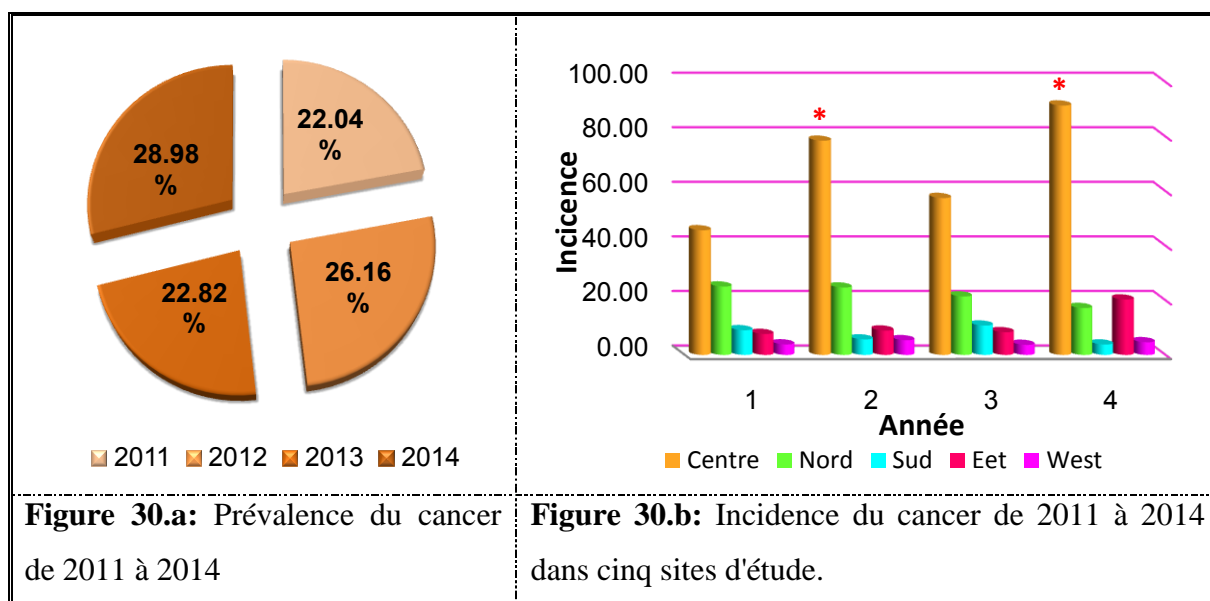 22.04
%
28.98
%
26.16
%
22.82
%
2011 2012 2013 2014
Figure 30.a: Prévalence du cancer
de 2011 à 2014
100.00
80.00
60.00
40.00
20.00
0.00
Incicence
*
*
1 2 3 4
Année
Centre Nord Sud Eet West
Figure 30.b: Incidence du cancer de 2011 à 2014
dans cinq sites d'étude.